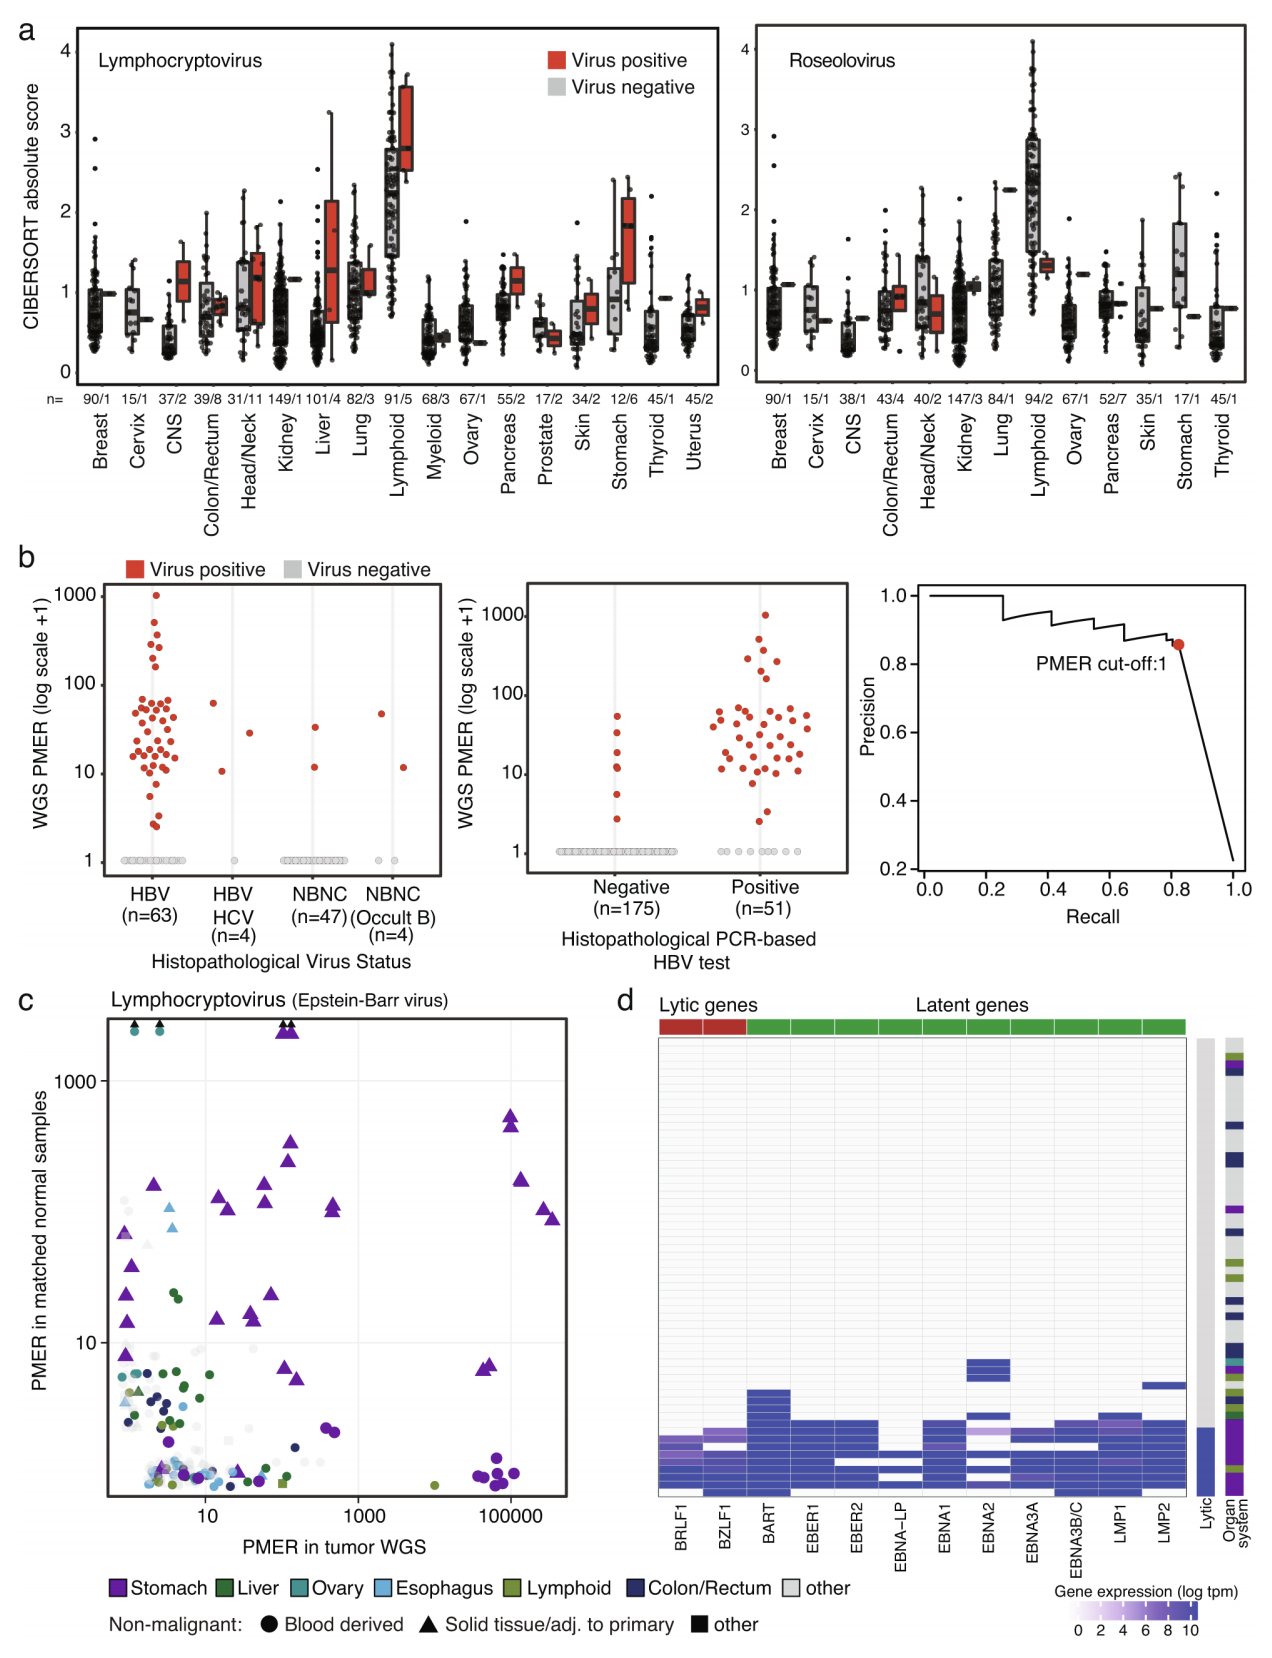 a
Lymphocryptovirus
Virus positive
Virus negative
Roseolovirus
CIBERSORT absolute score
4
3
2
1
0
4
3
2
1
0
n= 90/1 15/1 37/2 39/8 31/11 149/1 101/4 82/3 91/5 68/3 67/1 55/2 17/2 34/2 12/6 45/1 45/2
90/1 15/1 38/1 43/4 40/2 147/3 84/1 94/2 67/1 52/7 35/1 17/1 45/1
Breast
Cervix
CNS
Colon/Rectum
Head/Neck
Kidney
Liver
Lung
Lymphoid
Myeloid
Ovary
Pancreas
Prostate
Skin
Stomach
Thyroid
Uterus
Breast
Cervix
CNS
Colon/Rectum
Head/Neck
Kidney
Lung
Lymphoid
Ovary
Pancreas
Skin
Stomach
Thyroid
b
Virus positive
Virus negative
WGS PMER (log scale +1)
1000
100
10
1
HBV
(n=63)
HBV
HCV
(n=4)
NBNC
(n=47)
NBNC
(Occult B)
(n=4)
Histopathological Virus Status
WGS PMER (log scale +1)
1000
100
10
1
Negative
(n=175)
Positive
(n=51)
Histopathological PCR-based
HBV test
Precision
1.0
0.8
0.6
0.4
0.2
PMER cut-off:1
0.0 0.2 0.4 0.6 0.8 1.0
Recall
c
Lymphocryptovirus (Epstein-Barr virus)
PMER in matched normal samples
1000
10
10 1000 100000
PMER in tumor WGS
Stomach Liver Ovary Esophagus Lymphoid Colon/Rectum other
Non-malignant: Blood derived Solid tissue/adj. to primary other
d
Lytic genes
Latent genes
BRLF1
BZLF1
BART
EBER1
EBER2
EBNA-LP
EBNA1
EBNA2
EBNA3A
EBNA3B/C
LMP1
LMP2
Lytic
Organ
system
Gene expression (log tpm)
0 2 4 6 8 10